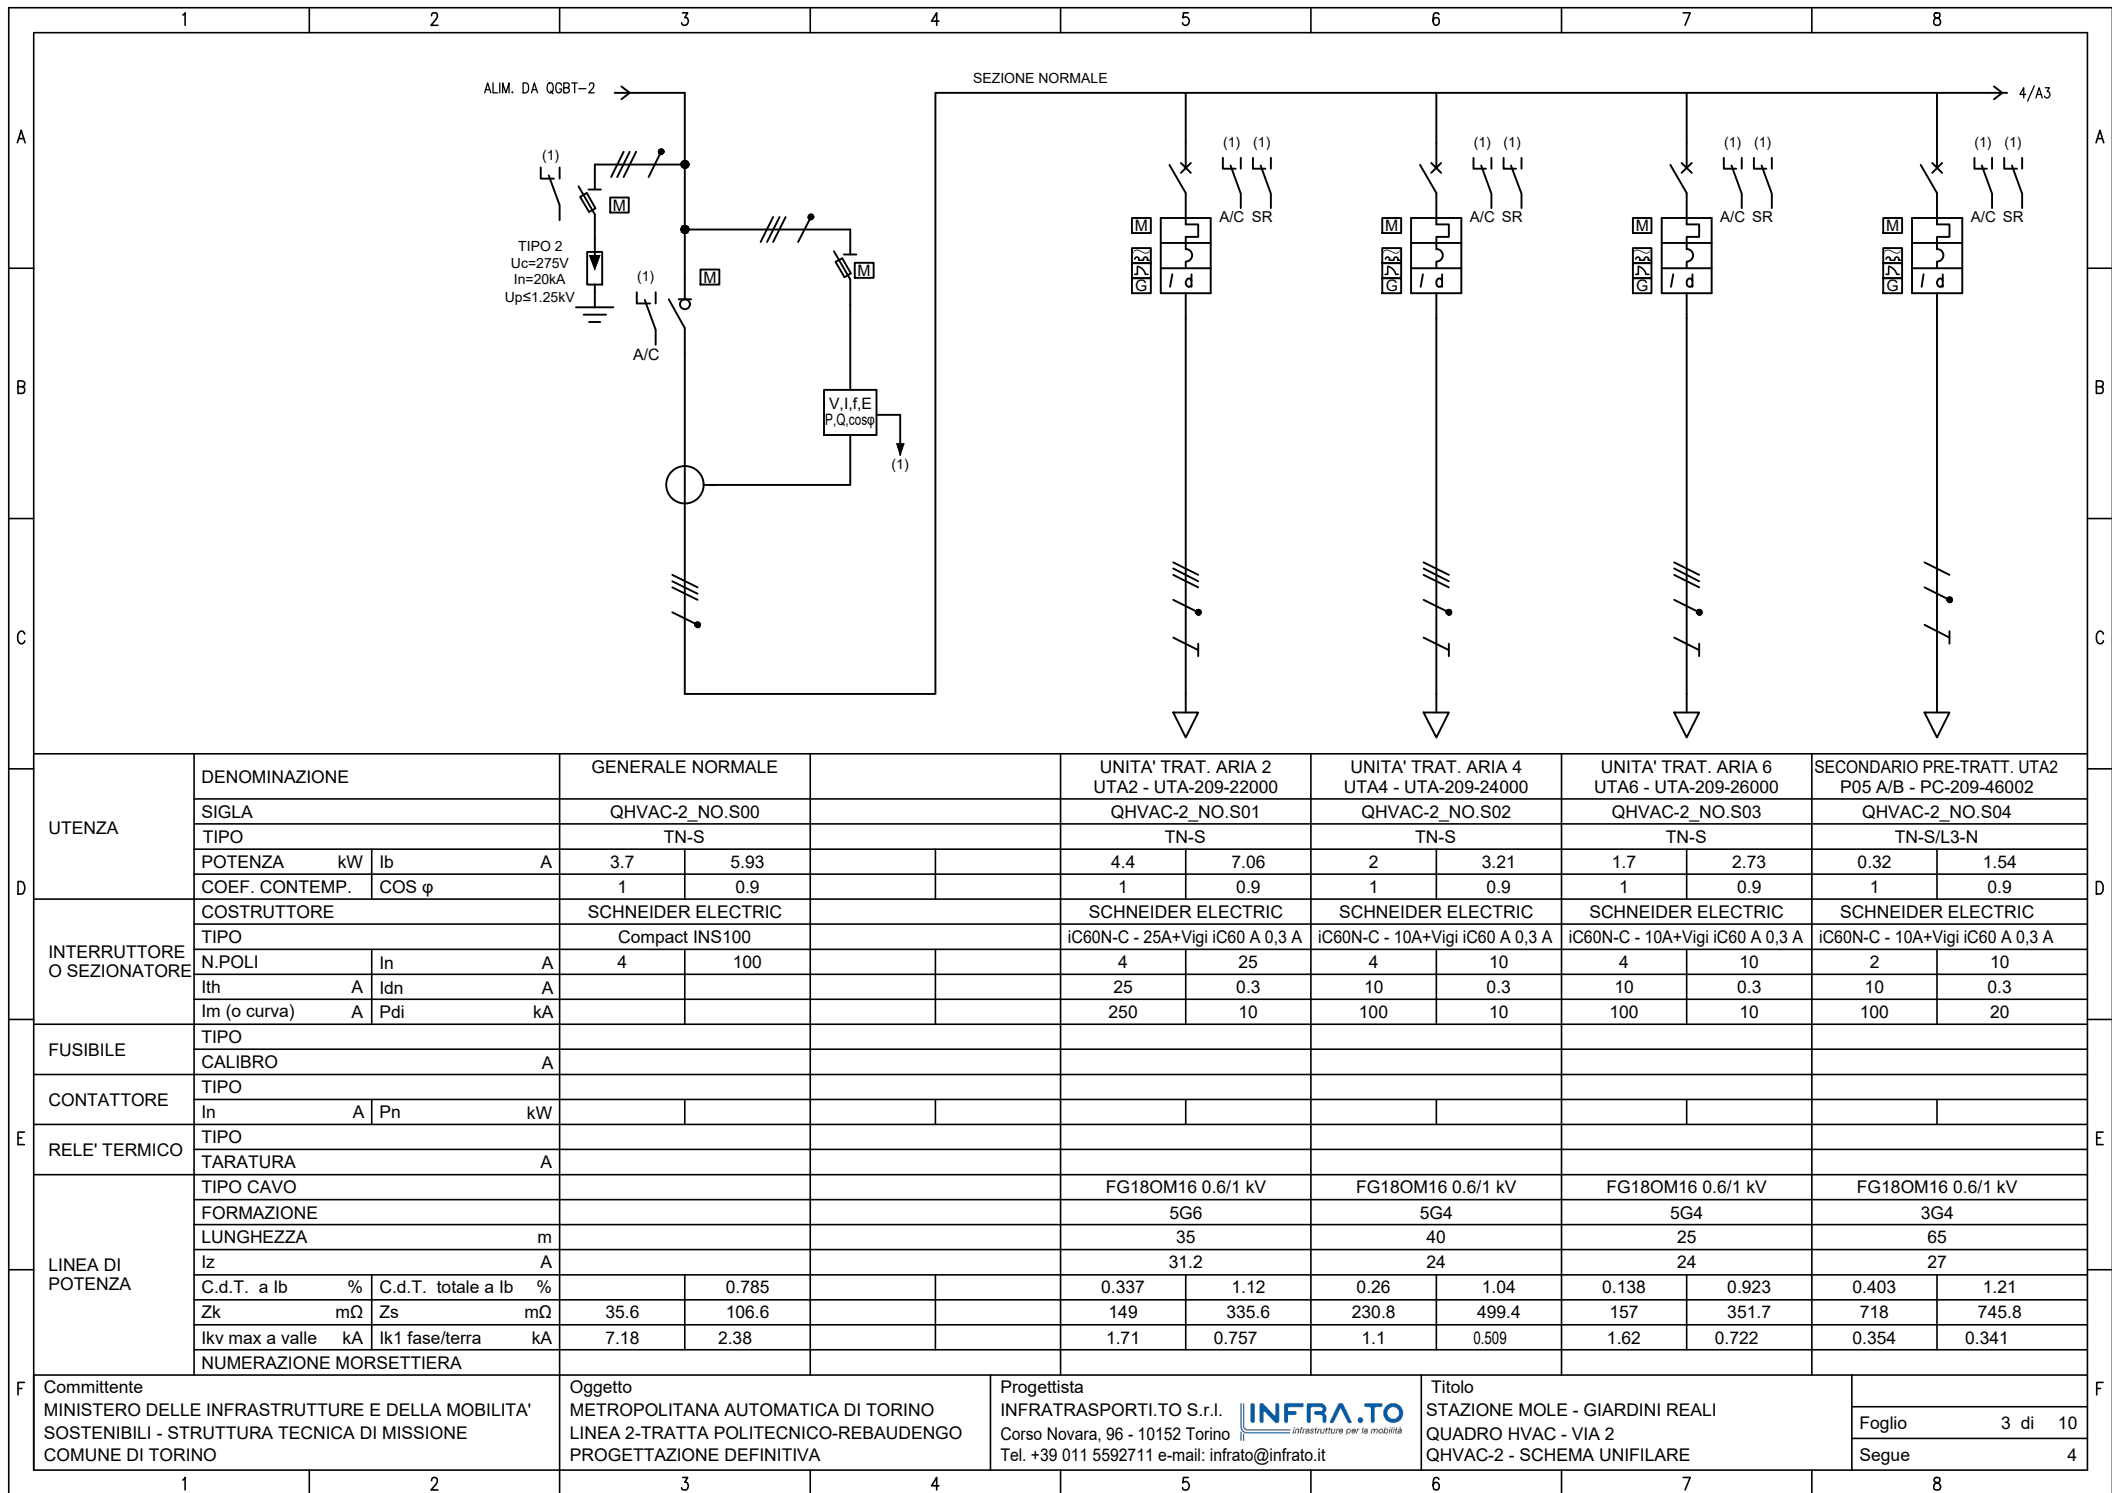 1 2 3 4 5 6 7 8
A A
B B
C C
D D
E E
F F
ALIM. DA QGBT-2
SEZIONE NORMALE
4/A3
(1)
M
TIPO 2
Uc=275V
In=20kA
Up≤1.25kV
(1)
M
A/C
M
V,I,f,E
P,Q,cosφ
(1)
(1) (1) (1) (1) (1) (1) (1) (1)
A/C SR A/C SR A/C SR A/C SR
M M M M
G I d G I d G I d G I d
UTENZA
DENOMINAZIONE GENERALE NORMALE UNITA' TRAT. ARIA 2 UNITA' TRAT. ARIA 4 UNITA' TRAT. ARIA 6 SECONDARIO PRE-TRATT. UTA2
UTA2 - UTA-209-22000 UTA4 - UTA-209-24000 UTA6 - UTA-209-26000 P05 A/B - PC-209-46002
SIGLA QHVAC-2_NO.S00 QHVAC-2_NO.S01 QHVAC-2_NO.S02 QHVAC-2_NO.S03 QHVAC-2_NO.S04
TIPO TN-S TN-S TN-S TN-S TN-S/L3-N
POTENZA kW Ib A 3.7 5.93 4.4 7.06 2 3.21 1.7 2.73 0.32 1.54
COEF. CONTEMP. COS φ 1 0.9 1 0.9 1 0.9 1 0.9 1 0.9
INTERRUTTORE
O SEZIONATORE
COSTRUTTORE SCHNEIDER ELECTRIC SCHNEIDER ELECTRIC SCHNEIDER ELECTRIC SCHNEIDER ELECTRIC SCHNEIDER ELECTRIC
TIPO Compact INS100 iC60N-C - 25A+Vigi iC60 A 0,3 A iC60N-C - 10A+Vigi iC60 A 0,3 A iC60N-C - 10A+Vigi iC60 A 0,3 A iC60N-C - 10A+Vigi iC60 A 0,3 A
N.POLI In A 4 100 4 25 4 10 4 10 2 10
Ith A Idn A 25 0.3 10 0.3 10 0.3 10 0.3
Im (o curva) A Pdi kA 250 10 100 10 100 10 100 20
FUSIBILE
TIPO
CALIBRO A
CONTATTORE
TIPO
In A Pn kW
RELE' TERMICO
TIPO
TARATURA A
LINEA DI
POTENZA
TIPO CAVO FG18OM16 0.6/1 kV FG18OM16 0.6/1 kV FG18OM16 0.6/1 kV FG18OM16 0.6/1 kV
FORMAZIONE 5G6 5G4 5G4 3G4
LUNGHEZZA m 35 40 25 65
Iz A 31.2 24 24 27
C.d.T. a Ib % C.d.T. totale a Ib % 0.785 0.337 1.12 0.26 1.04 0.138 0.923 0.403 1.21
Zk mΩ Zs mΩ 35.6 106.6 149 335.6 230.8 499.4 157 351.7 718 745.8
Ikv max a valle kA Ik1 fase/terra kA 7.18 2.38 1.71 0.757 1.1 0.509 1.62 0.722 0.354 0.341
NUMERAZIONE MORSETTIERA
Committente
MINISTERO DELLE INFRASTRUTTURE E DELLA MOBILITA'
SOSTENIBILI - STRUTTURA TECNICA DI MISSIONE
COMUNE DI TORINO
Oggetto
METROPOLITANA AUTOMATICA DI TORINO
LINEA 2-TRATTA POLITECNICO-REBAUDENGO
PROGETTAZIONE DEFINITIVA
Progettista
INFRATRASPORTI.TO S.r.l.
Corso Novara, 96 - 10152 Torino
Tel. +39 011 5592711 e-mail: infrato@infrato.it
INFRA.TO
infrastrutture per la mobilità
Titolo
STAZIONE MOLE - GIARDINI REALI
QUADRO HVAC - VIA 2
QHVAC-2 - SCHEMA UNIFILARE
Foglio 3 di 10
Segue 4
1 2 3 4 5 6 7 8